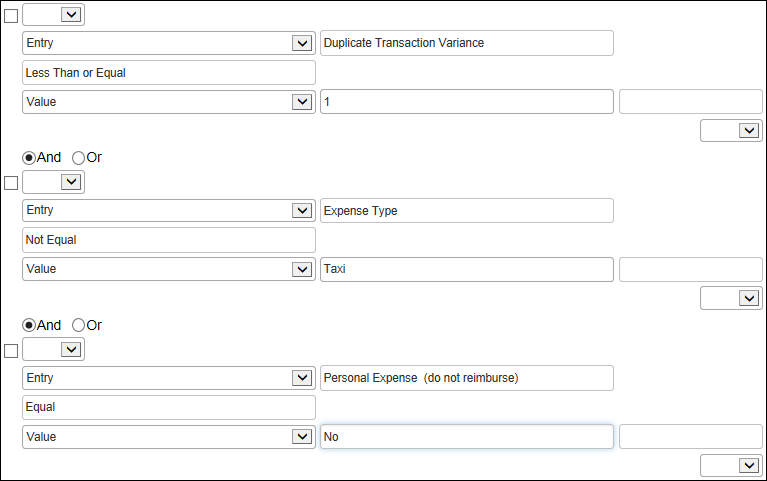 Entry Duplicate Transaction Variance
Less Than or Equal
Value 1
And Or
Entry Expense Type
Not Equal
Value Taxi
And Or
Entry Personal Expense (do not reimburse)
Equal
Value No